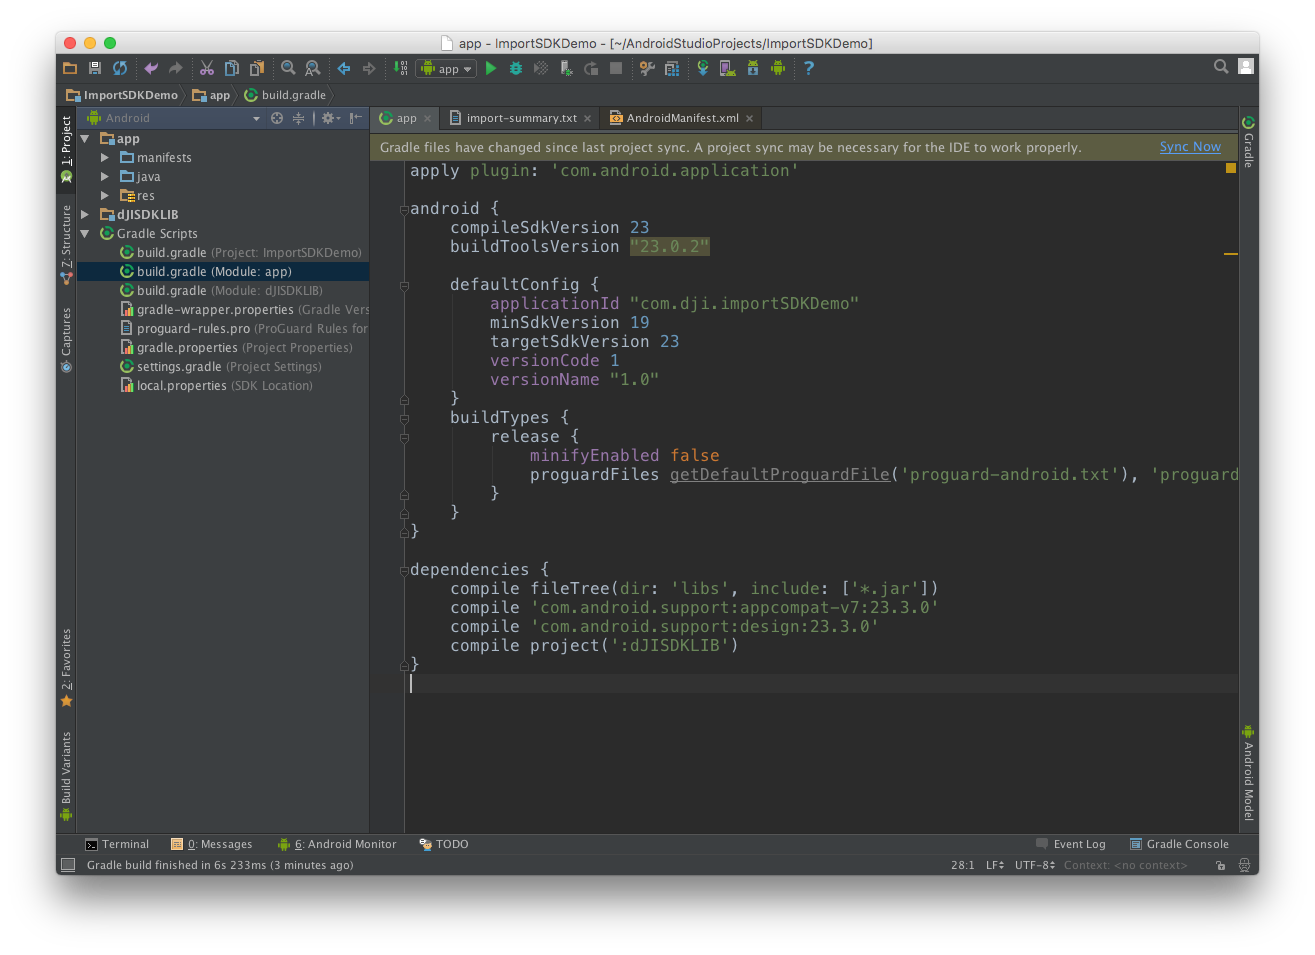 app - ImportSDKDemo - [~/AndroidStudioProjects/ImportSDKDemo]
app
ImportSDKDemo app build.gradle
Android
app import-summary.txt AndroidManifest.xml
1: Project
7: Structure
Captures
2: Favorites
Build Variants
app
manifests
java
res
dJISDKLIB
Gradle Scripts
build.gradle (Project: ImportSDKDemo)
build.gradle (Module: app)
build.gradle (Module: dJISDKLIB)
gradle-wrapper.properties (Gradle Vers
proguard-rules.pro (ProGuard Rules for
gradle.properties (Project Properties)
settings.gradle (Project Settings)
local.properties (SDK Location)
Gradle files have changed since last project sync. A project sync may be necessary for the IDE to work properly. Sync Now
apply plugin: 'com.android.application'
android {
compileSdkVersion 23
buildToolsVersion "23.0.2"
defaultConfig {
applicationId "com.dji.importSDKDemo"
minSdkVersion 19
targetSdkVersion 23
versionCode 1
versionName "1.0"
}
buildTypes {
release {
minifyEnabled false
proguardFiles getDefaultProguardFile('proguard-android.txt'), 'proguard
}
}
}
dependencies {
compile fileTree(dir: 'libs', include: ['*.jar'])
compile 'com.android.support:appcompat-v7:23.3.0'
compile 'com.android.support:design:23.3.0'
compile project(':dJISDKLIB')
}
Gradle
Android Model
Terminal 0: Messages 6: Android Monitor TODO Event Log Gradle Console
Gradle build finished in 6s 233ms (3 minutes ago) 28:1 LF UTF-8 Context: <no context>